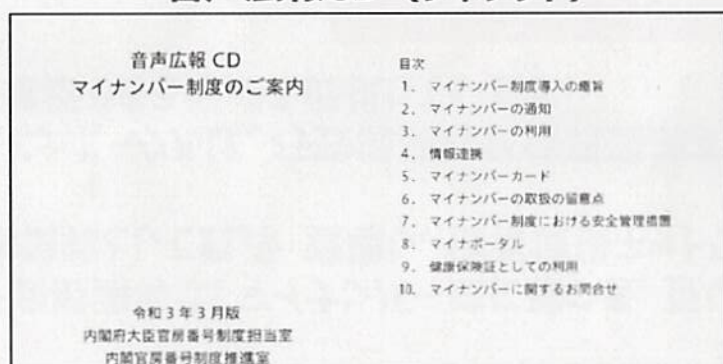 音声広報 CD
マイナンバー制度のご案内
令和 3 年 3 月版
内閣府大臣官房番号制度担当室
内閣官房番号制度推進室
目次
1. マイナンバー制度導入の趣旨
2. マイナンバーの通知
3. マイナンバーの利用
4. 情報連携
5. マイナンバーカード
6. マイナンバーの取扱の留意点
7. マイナンバー制度における安全管理措置
8. マイナポータル
9. 健康保険証としての利用
10. マイナンバーに関するお問合せ